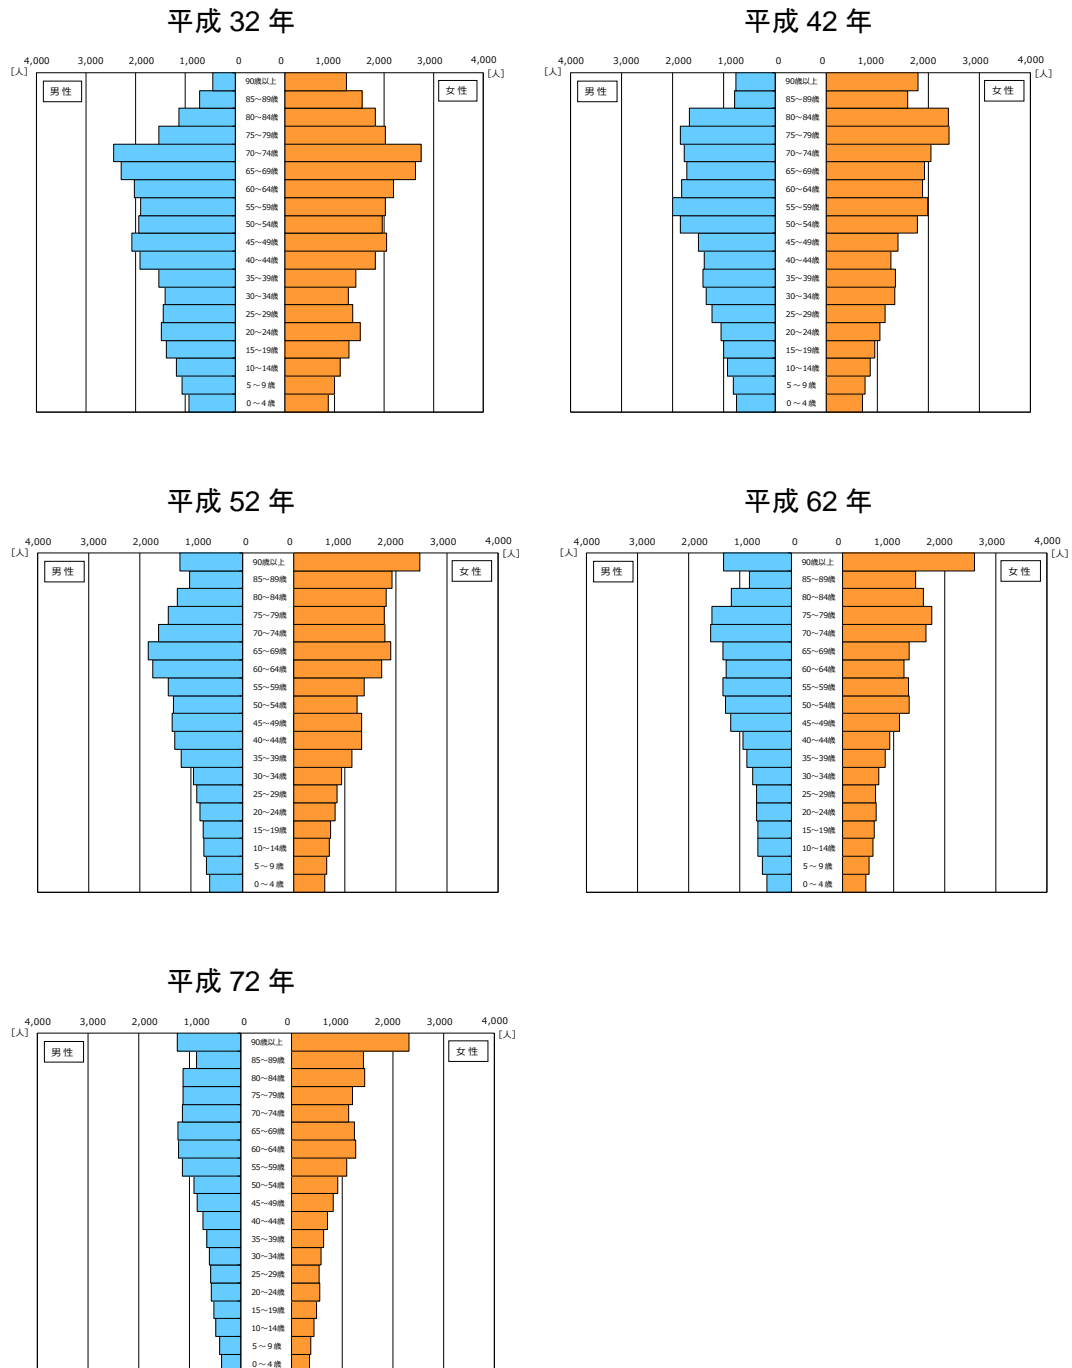 平成 32 年
4,000 3,000 2,000 1,000 0 0 1,000 2,000 3,000 4,000
[人] [人]
男性 女性
90歳以上
85～89歳
80～84歳
75～79歳
70～74歳
65～69歳
60～64歳
55～59歳
50～54歳
45～49歳
40～44歳
35～39歳
30～34歳
25～29歳
20～24歳
15～19歳
10～14歳
5～9歳
0～4歳
平成 42 年
4,000 3,000 2,000 1,000 0 0 1,000 2,000 3,000 4,000
[人] [人]
男性 女性
90歳以上
85～89歳
80～84歳
75～79歳
70～74歳
65～69歳
60～64歳
55～59歳
50～54歳
45～49歳
40～44歳
35～39歳
30～34歳
25～29歳
20～24歳
15～19歳
10～14歳
5～9歳
0～4歳
平成 52 年
4,000 3,000 2,000 1,000 0 0 1,000 2,000 3,000 4,000
[人] [人]
男性 女性
90歳以上
85～89歳
80～84歳
75～79歳
70～74歳
65～69歳
60～64歳
55～59歳
50～54歳
45～49歳
40～44歳
35～39歳
30～34歳
25～29歳
20～24歳
15～19歳
10～14歳
5～9歳
0～4歳
平成 62 年
4,000 3,000 2,000 1,000 0 0 1,000 2,000 3,000 4,000
[人] [人]
男性 女性
90歳以上
85～89歳
80～84歳
75～79歳
70～74歳
65～69歳
60～64歳
55～59歳
50～54歳
45～49歳
40～44歳
35～39歳
30～34歳
25～29歳
20～24歳
15～19歳
10～14歳
5～9歳
0～4歳
平成 72 年
4,000 3,000 2,000 1,000 0 0 1,000 2,000 3,000 4,000
[人] [人]
男性 女性
90歳以上
85～89歳
80～84歳
75～79歳
70～74歳
65～69歳
60～64歳
55～59歳
50～54歳
45～49歳
40～44歳
35～39歳
30～34歳
25～29歳
20～24歳
15～19歳
10～14歳
5～9歳
0～4歳